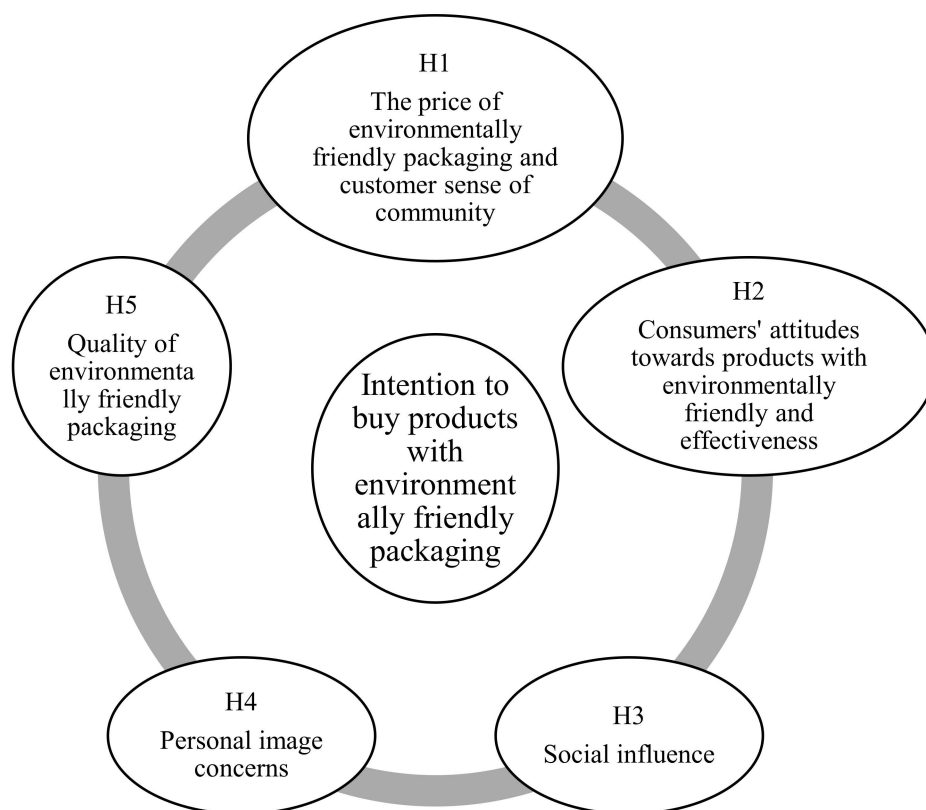 H1
The price of
environmentally
friendly packaging and
customer sense of
community
H2
Consumers' attitudes
towards products with
environmentally
friendly and
effectiveness
H5
Quality of
environmenta
lly friendly
packaging
Intention to
buy products
with
environment
ally friendly
packaging
H4
Personal image
concerns
H3
Social influence